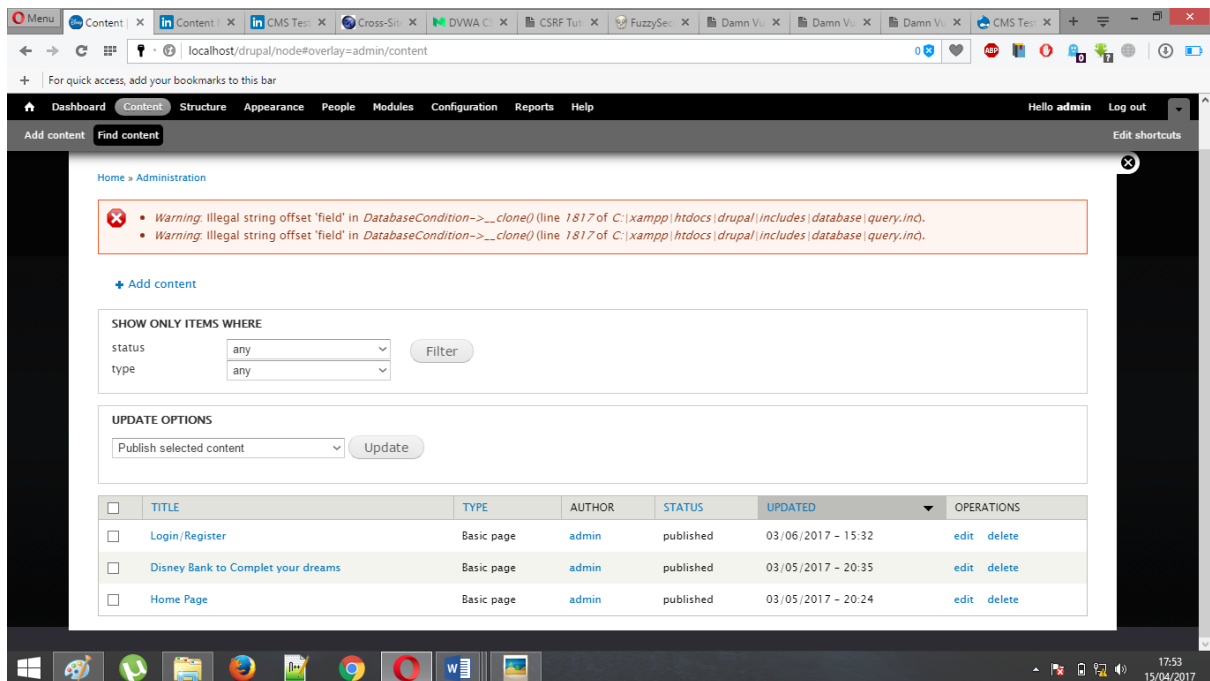 Menu Content | Content | CMS Test Cross-Sit DVWA CS CSRF Tut FuzzySec Damn Vu Damn Vu Damn Vu CMS Test
localhost/drupal/node#overlay=admin/content 0 ABP 0 7
For quick access, add your bookmarks to this bar
Dashboard Content Structure Appearance People Modules Configuration Reports Help Hello admin Log out
Add content Find content Edit shortcuts
Home » Administration
• Warning: Illegal string offset 'field' in DatabaseCondition->__clone() (line 1817 of C:\xampp\htdocs\drupal\includes\database\query.inc).
• Warning: Illegal string offset 'field' in DatabaseCondition->__clone() (line 1817 of C:\xampp\htdocs\drupal\includes\database\query.inc).
+ Add content
SHOW ONLY ITEMS WHERE
status any Filter
type any
UPDATE OPTIONS
Publish selected content Update
TITLE TYPE AUTHOR STATUS UPDATED OPERATIONS
Login/Register Basic page admin published 03/06/2017 - 15:32 edit delete
Disney Bank to Complet your dreams Basic page admin published 03/05/2017 - 20:35 edit delete
Home Page Basic page admin published 03/05/2017 - 20:24 edit delete
17:53
15/04/2017